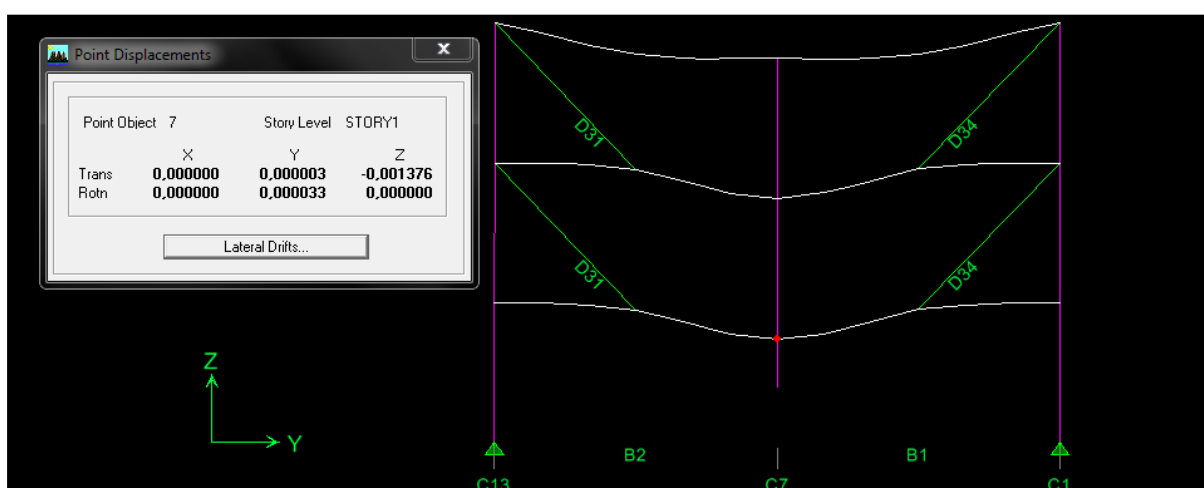 Point Displacements
x
Point Object 7 Story Level STORY1
X Y Z
Trans 0,000000 0,000003 -0,001376
Rotn 0,000000 0,000033 0,000000
Lateral Drifts...
D31
D34
D31
D34
Z
Y
B2
B1
C13
C7
C1